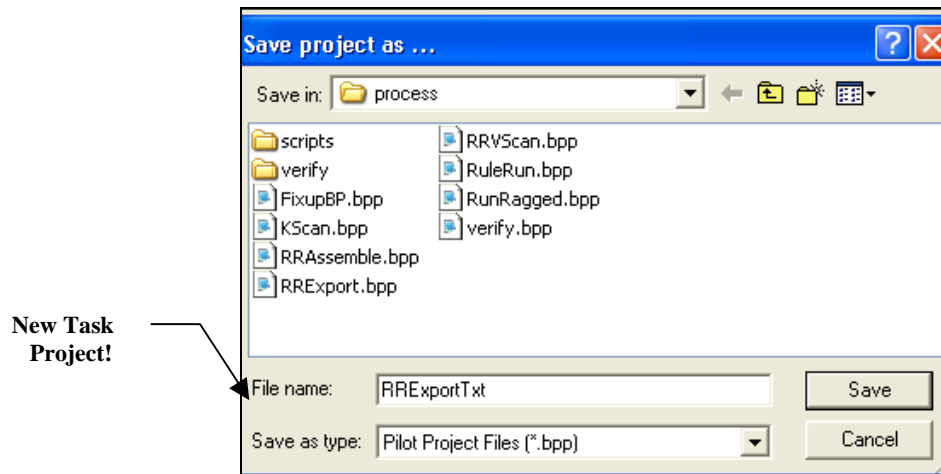 Save project as ...
Save in: process
scripts
verify
FixupBP.bpp
KScan.bpp
RRAssemble.bpp
RRExport.bpp
RRVScan.bpp
RuleRun.bpp
RunRagged.bpp
verify.bpp
New Task
Project!
File name: RRExportTxt
Save
Save as type: Pilot Project Files (*.bpp)
Cancel